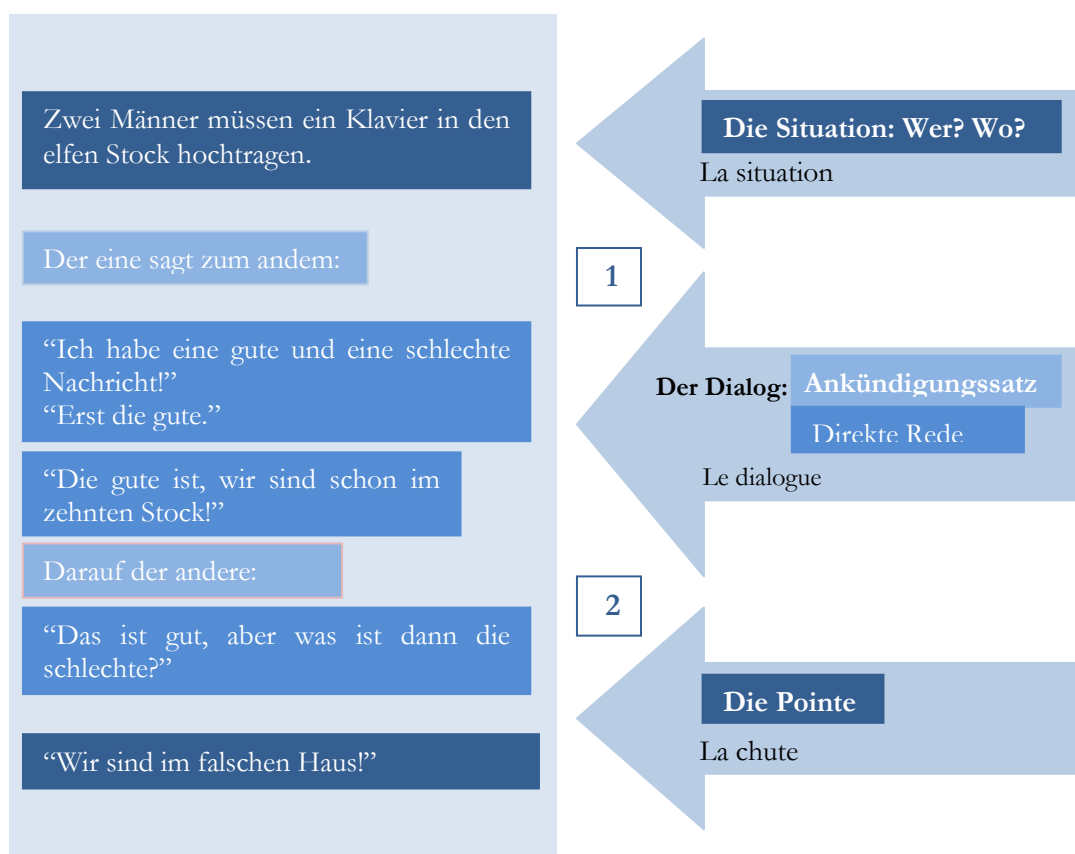 Zwei Männer müssen ein Klavier in den
elfen Stock hochtragen.
Der eine sagt zum andem:
“Ich habe eine gute und eine schlechte
Nachricht!”
“Erst die gute.”
“Die gute ist, wir sind schon im
zehnten Stock!”
Darauf der andere:
“Das ist gut, aber was ist dann die
schlechte?”
“Wir sind im falschen Haus!”
Die Situation: Wer? Wo?
La situation
1
Der Dialog: Ankündigungssatz
Direkte Rede
Le dialogue
2
Die Pointe
La chute